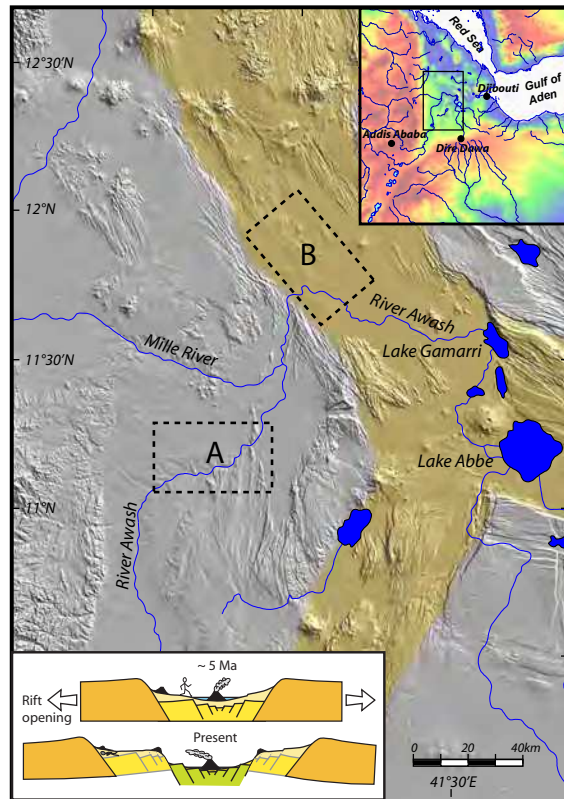 12°30'N
12°N
11°30'N
11°N
Red Sea
Gulf of
Aden
Djibouti
Addis Ababa
Dire Dawa
B
River Awash
Lake Gamarri
Mille River
A
Lake Abbe
River Awash
~ 5 Ma
Rift
opening
Present
0 10 20 40km
41°30'E